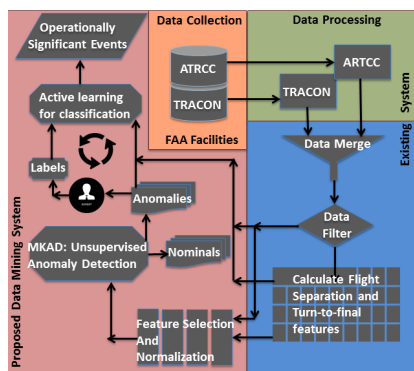 Operationally
Significant Events
Data Collection
Data Processing
ATRCC
TRACON
FAA Facilities
ARTCC
TRACON
System
Existing
Active learning
for classification
Labels
Anomalies
MKAD: Unsupervised
Anomaly Detection
Nominals
Data Merge
Data
Filter
Calculate Flight
Separation and
Turn-to-final
features
Feature Selection
And
Normalization
Proposed Data Mining System